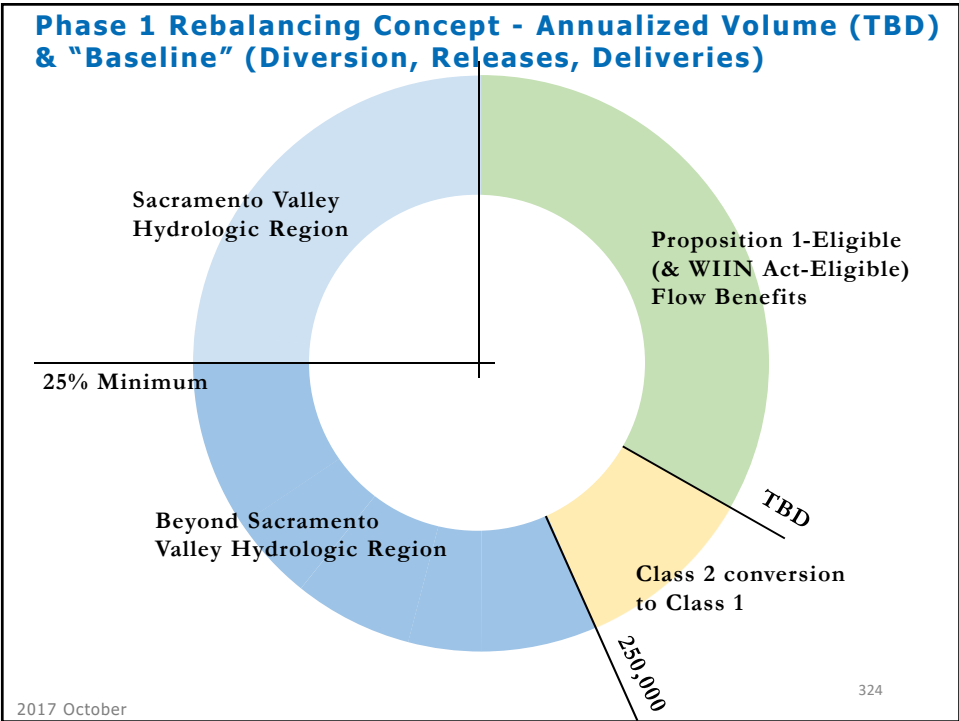 Phase 1 Rebalancing Concept - Annualized Volume (TBD)
& “Baseline” (Diversion, Releases, Deliveries)
Sacramento Valley
Hydrologic Region
Proposition 1-Eligible
(& WIIN Act-Eligible)
Flow Benefits
25% Minimum
TBD
Beyond Sacramento
Valley Hydrologic Region
Class 2 conversion
to Class 1
250,000
324
2017 October